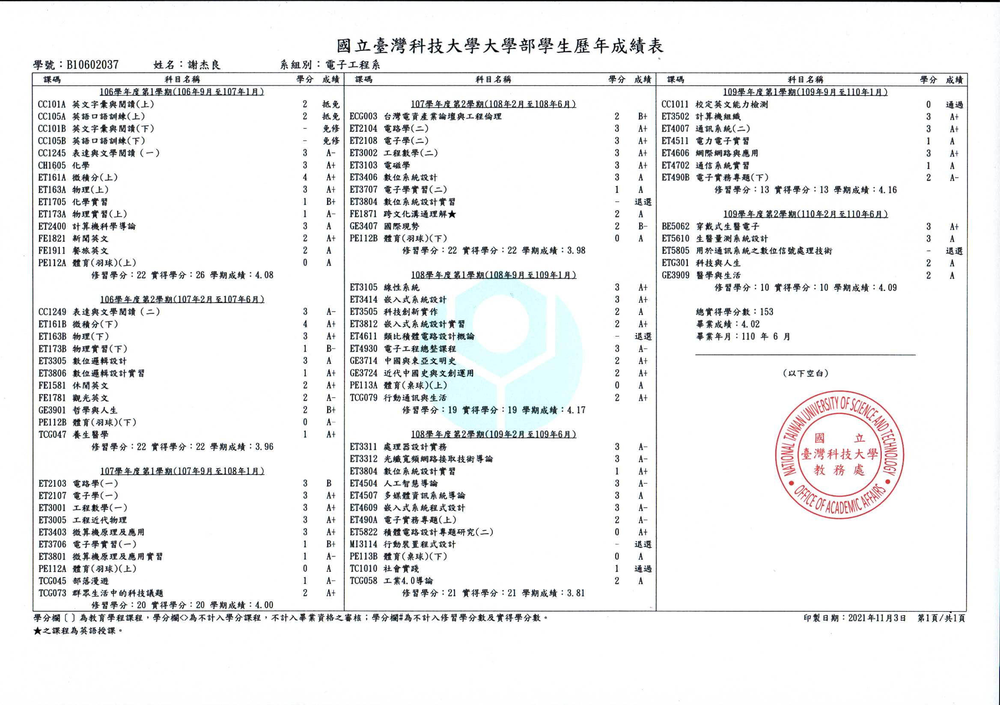 國立臺灣科技大學大學部學生歷年成績表
學號：B10602037 姓名：謝杰良 系組別：電子工程系
課碼 科目名稱 學分 成績
106學年度第1學期(106年9月至107年1月)
CC101A 英文字彙與閱讀(上) 2 抵免
CC105A 英語口語訓練(上) 2 抵免
CC101B 英文字彙與閱讀(下) - 免修
CC105B 英語口語訓練(下) - 免修
CC1245 表達與文學閱讀（一） 3 A-
CH1605 化學 3 A+
ET161A 微積分(上) 4 A+
ET163A 物理(上) 3 A+
ET1705 化學實習 1 B+
ET173A 物理實習(上) 1 A-
ET2400 計算機科學導論 3 A
FE1821 新聞英文 2 A+
FE1911 餐旅英文 2 A
PE112A 體育(羽球)(上) 0 A
修習學分：22 實得學分：26 學期成績：4.08
106學年度第2學期(107年2月至107年6月)
CC1249 表達與文學閱讀（二） 3 A-
ET161B 微積分(下) 4 A+
ET163B 物理(下) 3 A+
ET173B 物理實習(下) 1 B-
ET3305 數位邏輯設計 3 A
ET3806 數位邏輯設計實習 1 A+
FE1581 休閒英文 2 A+
FE1781 觀光英文 2 A-
GE3901 哲學與人生 2 B+
PE112B 體育(羽球)(下) 0 A-
TCG047 養生醫學 1 A+
修習學分：22 實得學分：22 學期成績：3.96
107學年度第1學期(107年9月至108年1月)
ET2103 電路學(一) 3 B
ET2107 電子學(一) 3 A+
ET3001 工程數學(一) 3 A+
ET3005 工程近代物理 3 A+
ET3403 微算機原理及應用 3 A+
ET3706 電子學實習(一) 1 B+
ET3801 微算機原理及應用實習 1 A-
PE112A 體育(羽球)(上) 0 A
TCG045 部落漫遊 1 A-
TCG073 群眾生活中的科技議題 2 A+
修習學分：20 實得學分：20 學期成績：4.00
課碼 科目名稱 學分 成績
107學年度第2學期(108年2月至108年6月)
ECG003 台灣電資產業論壇與工程倫理 2 B+
ET2104 電路學(二) 3 A+
ET2108 電子學(二) 3 A+
ET3002 工程數學(二) 3 A+
ET3103 電磁學 3 A+
ET3406 數位系統設計 3 A
ET3707 電子學實習(二) 1 A
ET3804 數位系統設計實習 - 退選
FE1871 跨文化溝通理解★ 2 A
GE3407 國際現勢 2 B-
PE112B 體育(羽球)(下) 0 A
修習學分：22 實得學分：22 學期成績：3.98
108學年度第1學期(108年9月至109年1月)
ET3105 線性系統 3 A+
ET3414 嵌入式系統設計 3 A+
ET3505 科技創新實作 2 A
ET3812 嵌入式系統設計實習 2 A+
ET4611 類比積體電路設計概論 - 退選
ET4930 電子工程總整課程 3 A-
GE3714 中國與東亞文明史 2 A+
GE3724 近代中國史與文創運用 2 A+
PE113A 體育(桌球)(上) 0 A
TCG079 行動通訊與生活 2 A+
修習學分：19 實得學分：19 學期成績：4.17
108學年度第2學期(109年2月至109年6月)
ET3311 處理器設計實務 3 A-
ET3312 光纖寬頻網路接取技術導論 3 A-
ET3804 數位系統設計實習 1 A+
ET4504 人工智慧導論 3 A-
ET4507 多媒體資訊系統導論 3 A
ET4609 嵌入式系統程式設計 3 A-
ET490A 電子實務專題(上) 2 A-
ET5822 積體電路設計專題研究(二) 0 A+
MI3114 行動裝置程式設計 - 退選
PE113B 體育(桌球)(下) 0 A
TC1010 社會實踐 1 通過
TCG058 工業4.0導論 2 A
修習學分：21 實得學分：21 學期成績：3.81
課碼 科目名稱 學分 成績
109學年度第1學期(109年9月至110年1月)
CC1011 校定英文能力檢測 0 通過
ET3502 計算機組織 3 A+
ET4007 通訊系統(二) 3 A+
ET4511 電力電子實習 1 A
ET4606 網際網路與應用 3 A+
ET4702 通信系統實習 1 A
ET490B 電子實務專題(下) 2 A-
修習學分：13 實得學分：13 學期成績：4.16
109學年度第2學期(110年2月至110年6月)
BE5062 穿戴式生醫電子 3 A+
ET5610 生醫量測系統設計 3 A
ET5805 用於通訊系統之數位信號處理技術 - 退選
ETG301 科技與人生 2 A
GE3909 醫學與生活 2 A
修習學分：10 實得學分：10 學期成績：4.09
總實得學分數：153
畢業成績：4.02
畢業年月：110 年 6 月
（以下空白）
NATIONAL TAIWAN UNIVERSITY OF SCIENCE AND TECHNOLOGY
國立
臺灣科技大學
教務處
OFFICE OF ACADEMIC AFFAIRS
學分欄〔〕為教育學程課程，學分欄<>為不計入學分課程，不計入畢業資格之審核；學分欄#為不計入修習學分數及實得學分數。
印製日期：2021年11月3日 第1頁/共1頁
★之課程為英語授課。